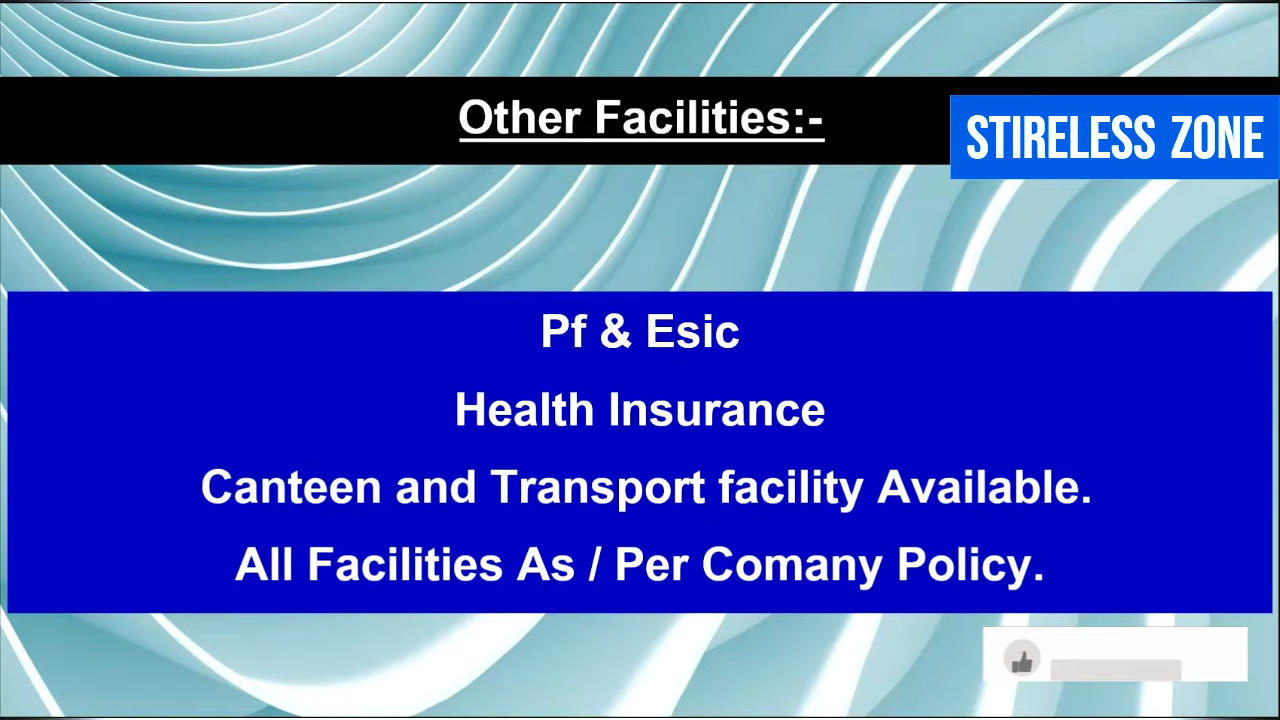 Other Facilities:-
STIRELESS ZONE
Pf & Esic
Health Insurance
Canteen and Transport facility Available.
All Facilities As / Per Comany Policy.